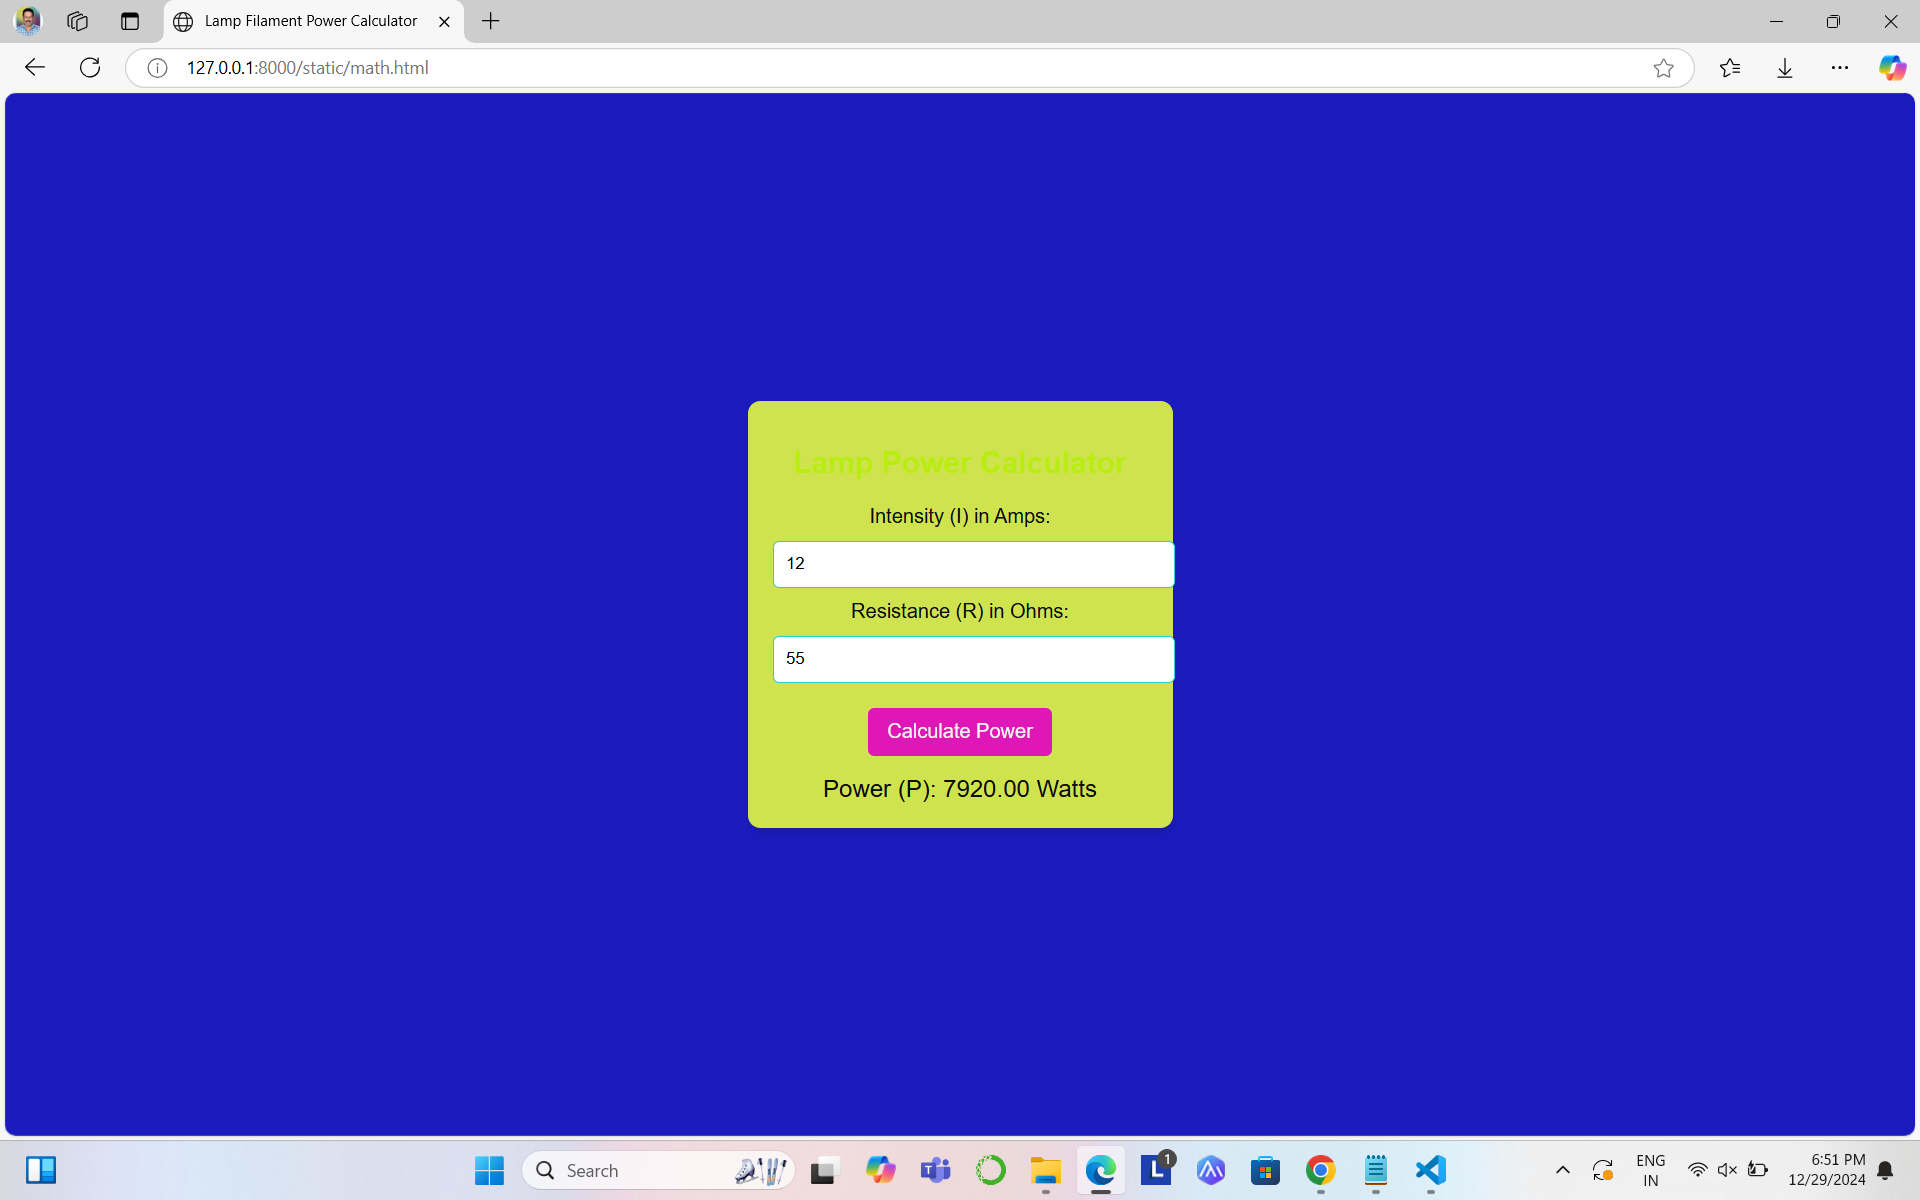 Lamp Filament Power Calculator
127.0.0.1:8000/static/math.html
Lamp Power Calculator
Intensity (I) in Amps:
12
Resistance (R) in Ohms:
55
Calculate Power
Power (P): 7920.00 Watts
Search
T
L
1
ENG
IN
6:51 PM
12/29/2024